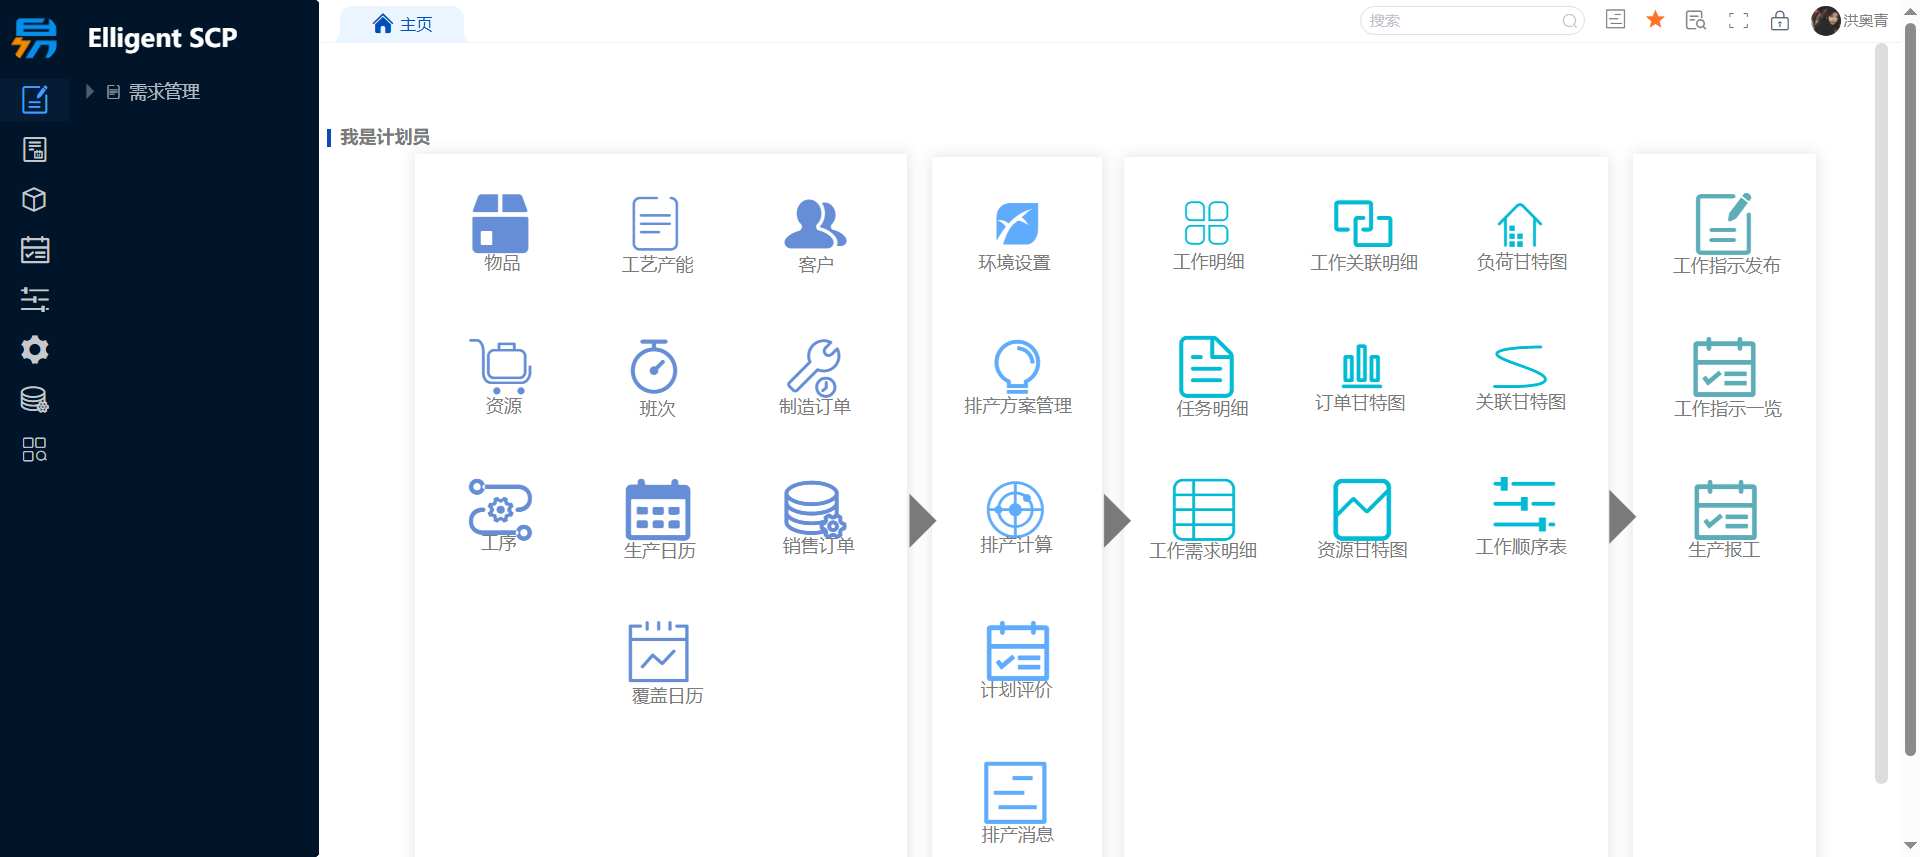 Elligent SCP
需求管理
主页
搜索
洪奥青
我是计划员
物品
工艺产能
客户
资源
班次
制造订单
工序
生产日历
销售订单
覆盖日历
环境设置
排产方案管理
排产计算
计划评价
排产消息
工作明细
工作关联明细
负荷甘特图
任务明细
订单甘特图
关联甘特图
工作需求明细
资源甘特图
工作顺序表
工作指示发布
工作指示一览
生产报工